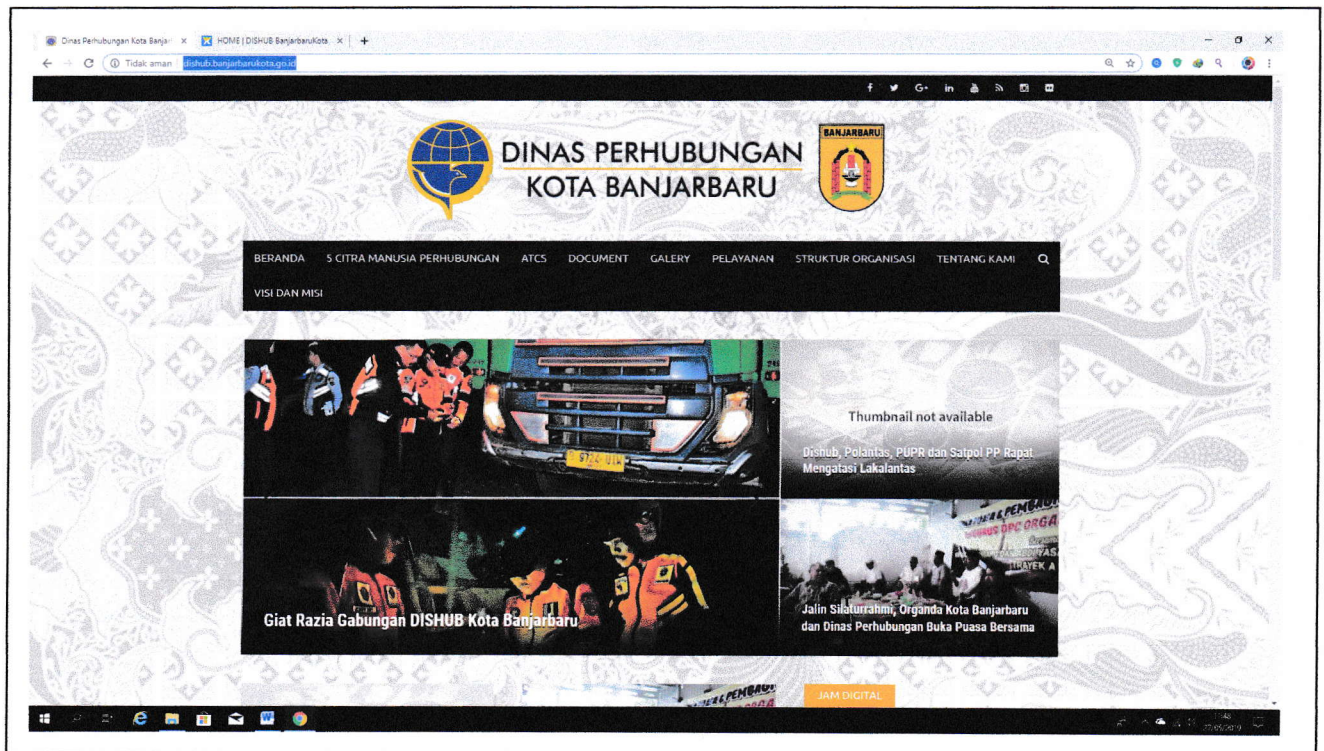 Dinas Perhubungan Kota Banjar
HOME | DISHUB BanjarbaruKota
Tidak aman
dishub.banjarbarukota.go.id
DINAS PERHUBUNGAN
KOTA BANJARBARU
BANJARBARU
BERANDA 5 CITRA MANUSIA PERHUBUNGAN ATCS DOCUMENT GALERY PELAYANAN STRUKTUR ORGANISASI TENTANG KAMI
VISI DAN MISI
Thumbnail not available
Dishub, Polantas, PUPR dan Satpol PP Rapat
Mengatasi Lakalantas
Giat Razia Gabungan DISHUB Kota Banjarbaru
Jalin Silaturrahmi, Organda Kota Banjarbaru
dan Dinas Perhubungan Buka Puasa Bersama
JAM DIGITAL